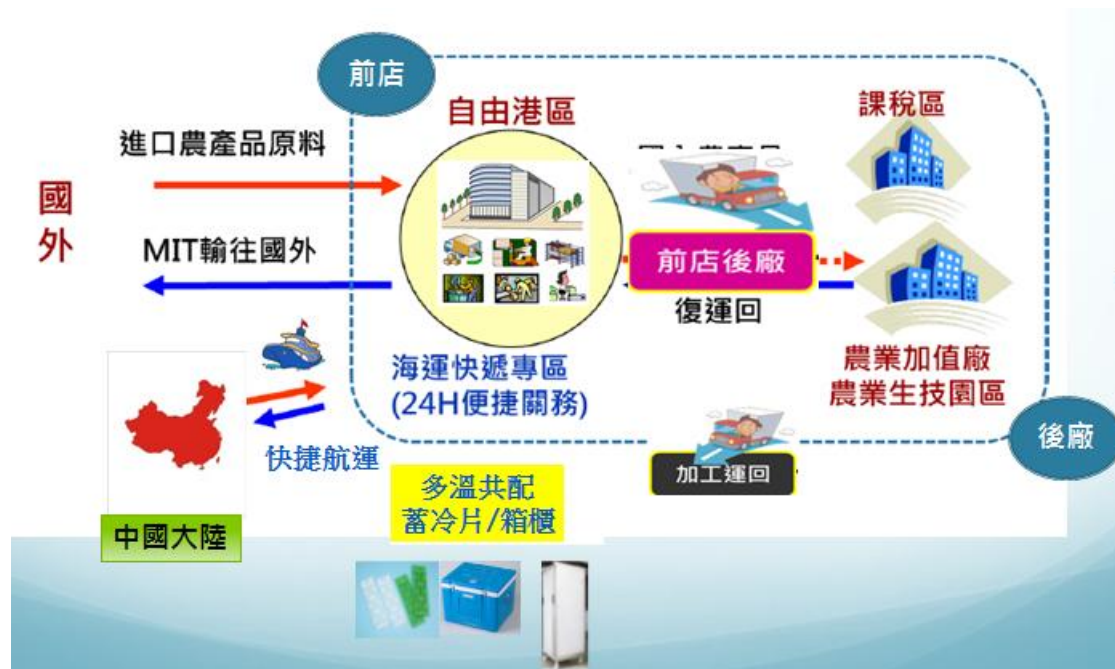 前店
自由港區
課稅區
進口農產品原料
國外
MIT輸往國外
前店後廠
復運回
農業加值廠
農業生技園區
海運快遞專區
(24H便捷關務)
後廠
快捷航運
加工運回
多溫共配
蓄冷片/箱櫃
中國大陸